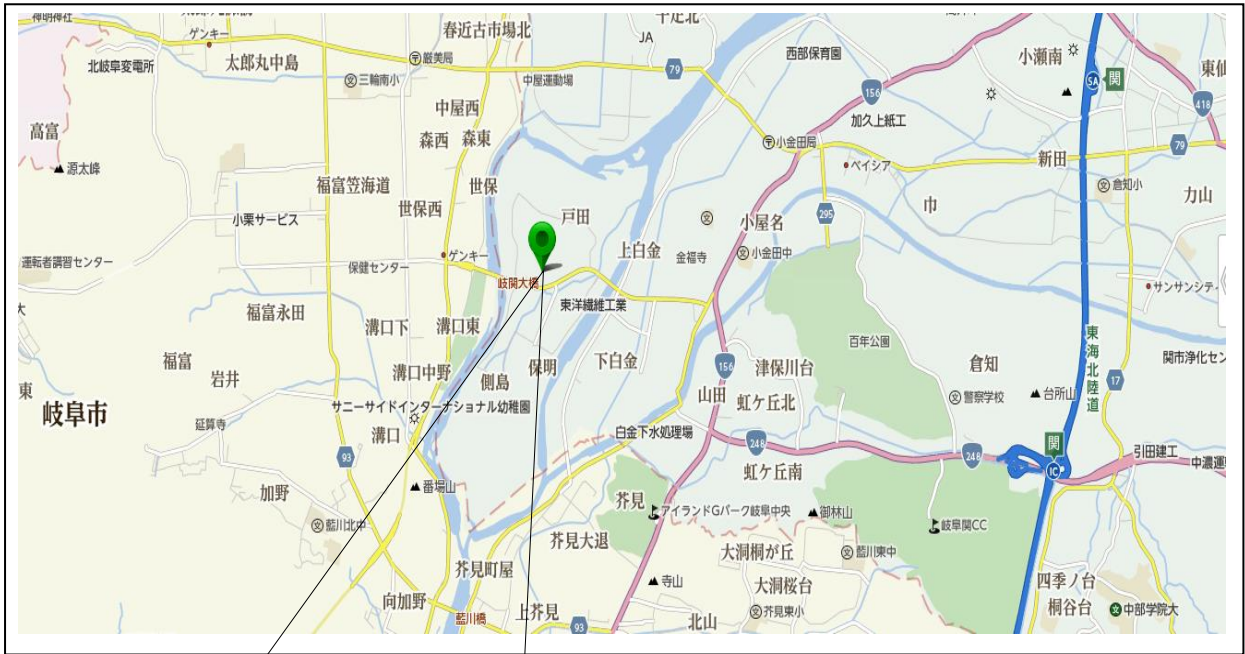 神明神社
ゲンキー
太郎丸中島
北岐阜変電所
春近古市場北
厳美局
三輪南小
中屋運動場
JA
79
西部保育園
156
加久上紙工
小瀬南
SA
関
418
高富
源太峰
中屋西
森西
森東
小金田局
ベイシア
新田
79
倉知小
力山
福富笠海道
世保
世保西
戸田
295
巾
小栗サービス
小屋名
上白金
金福寺
小金田中
運転者講習センター
保健センター
ゲンキー
岐関大橋
東洋繊維工業
サンサンシティ
福富永田
溝口下
溝口東
百年公園
東海北陸道
倉知
関市浄化セン
福富
岩井
溝口中野
側島
保明
下白金
156
津保川台
17
山田
虹ケ丘北
警察学校
台所山
東
岐阜市
サニーサイドインターナショナル幼稚園
延算寺
溝口
白金下水処理場
248
248
関
IC
引田建工
93
虹ケ丘南
中濃運
加野
番場山
芥見
アイランドGパーク岐阜中央
御林山
岐阜関CC
藍川北中
芥見大退
大洞桐が丘
藍川東中
芥見町屋
寺山
大洞桜台
四季ノ台
向加野
藍川橋
上芥見
93
北山
芥見東小
桐谷台
中部学院大